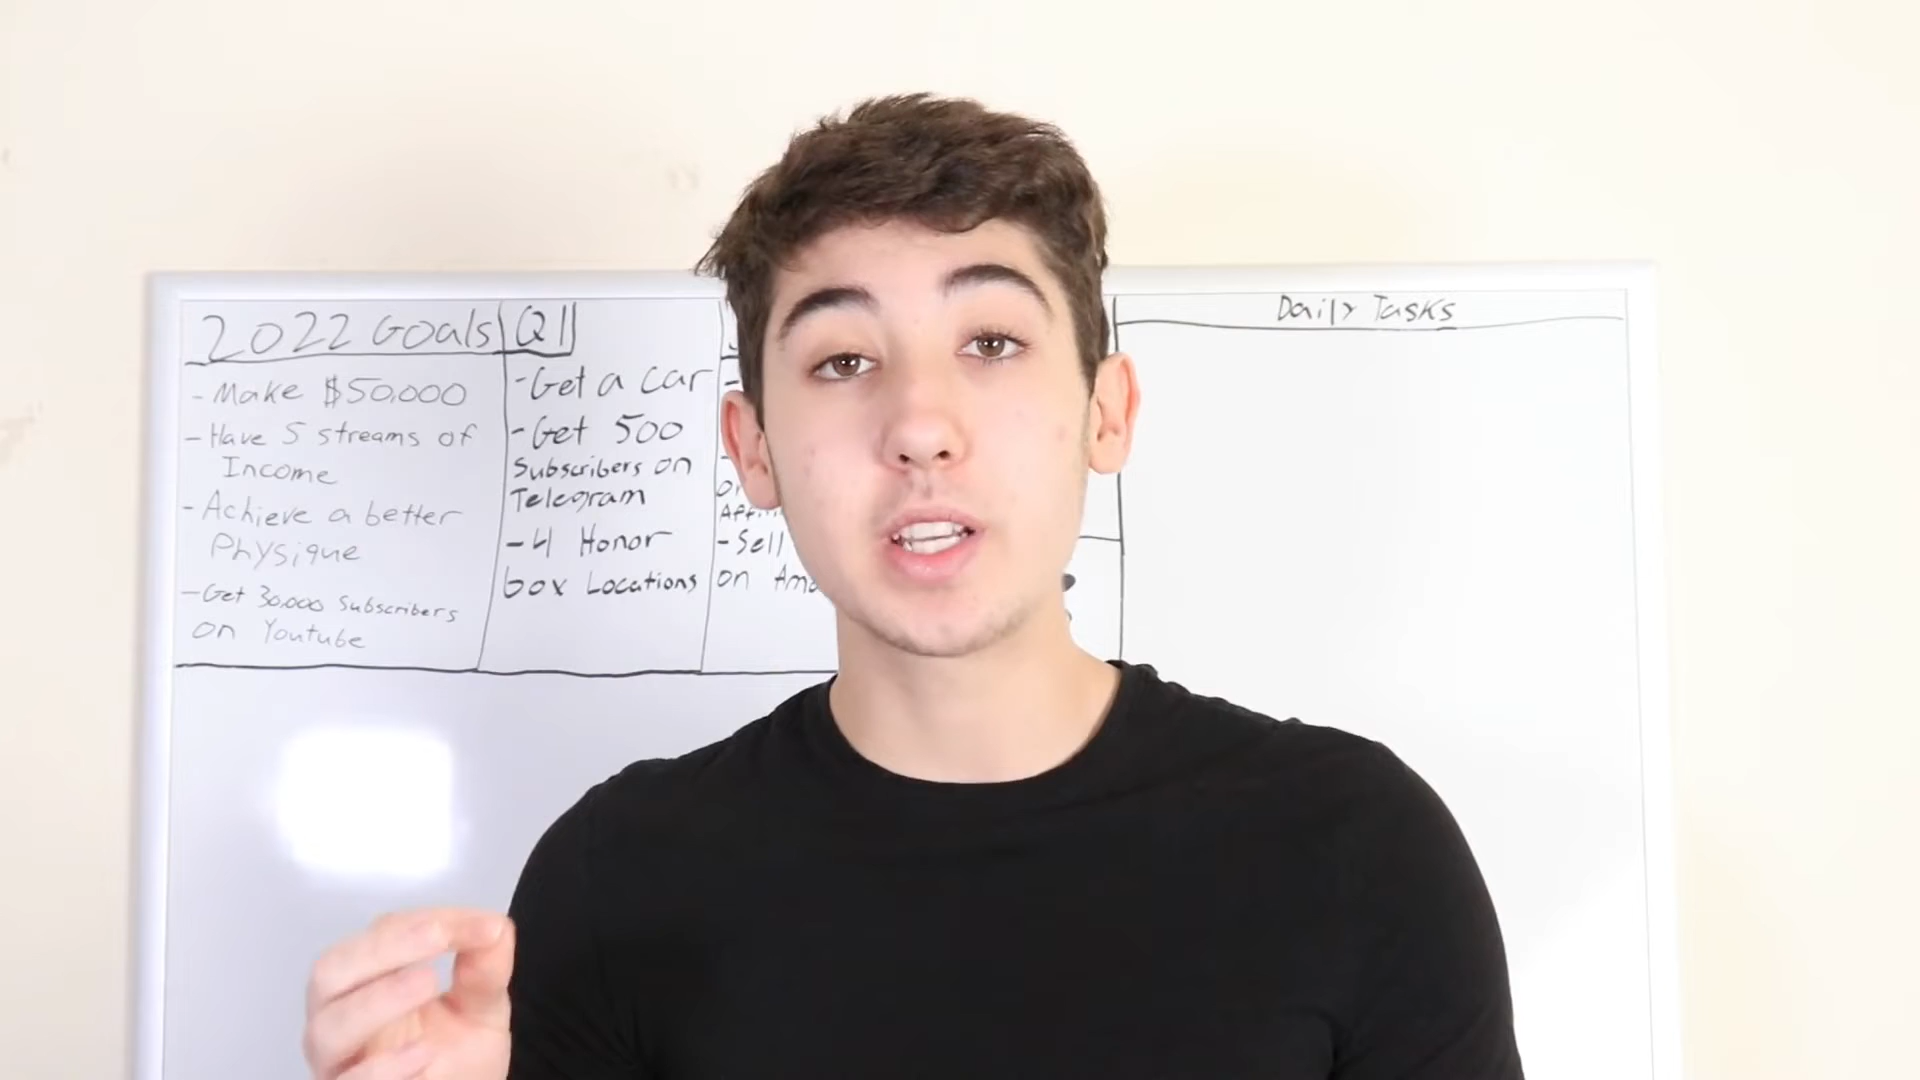 2022 Goals
- Make $50,000
- Have 5 streams of
Income
- Achieve a better
Physique
- Get 30,000 Subscribers
on Youtube
Q1
- Get a car
- Get 500
Subscribers on
Telegram
- 4 Honor
box Locations
- Sell
on
Daily Tasks